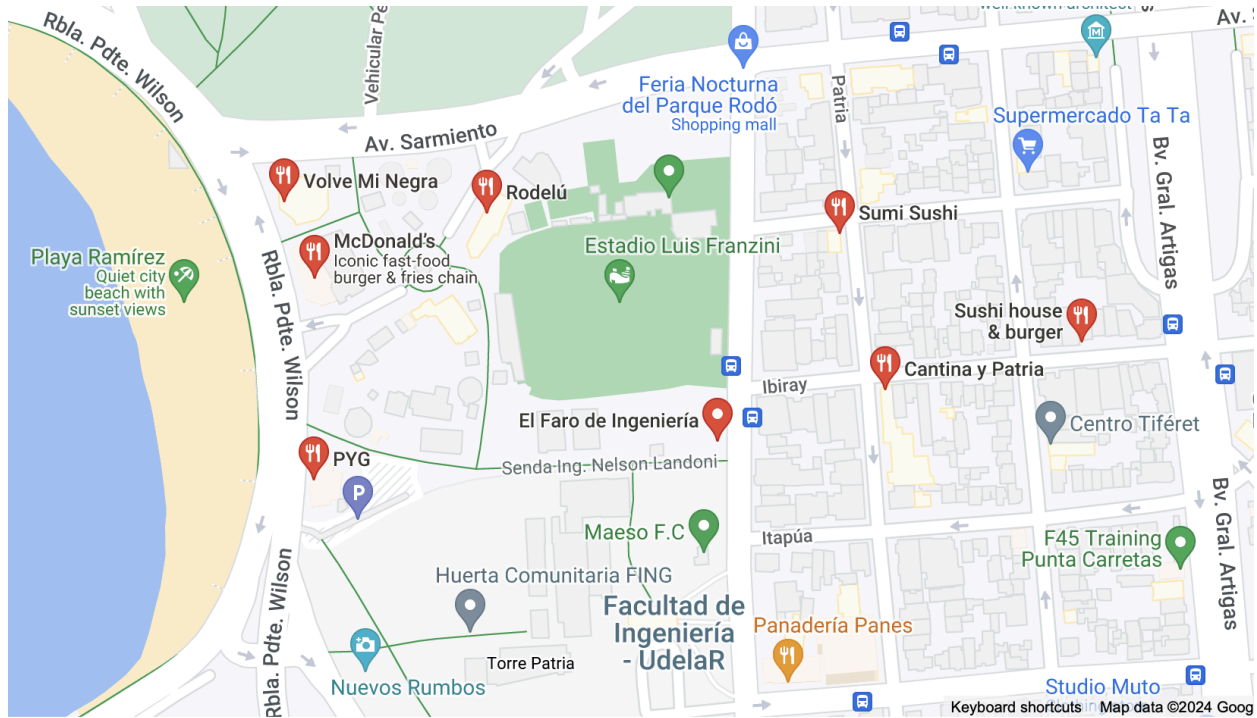 well-known architect
Rbla. Pdte. Wilson
Vehicular Pe
Av. S
Feria Nocturna
del Parque Rodó
Shopping mall
Patria
Supermercado Ta Ta
Av. Sarmiento
Volve Mi Negra
Rodelú
Sumi Sushi
Bv. Gral. Artigas
McDonald's
Iconic fast-food
burger & fries chain
Estadio Luis Franzini
Playa Ramírez
Quiet city
beach with
sunset views
Rbla. Pdte. Wilson
Sushi house
& burger
Cantina y Patria
Ibiray
El Faro de Ingeniería
Centro Tiféret
PYG
P
Senda Ing. Nelson Landoni
Bv. Gral. Artigas
Maeso F.C
Itapúa
F45 Training
Punta Carretas
Huerta Comunitaria FING
Rbla. Pdte. Wilson
Facultad de
Ingeniería
- UdelaR
Panadería Panes
Torre Patria
Nuevos Rumbos
Studio Muto
Keyboard shortcuts
Map data ©2024 Goog